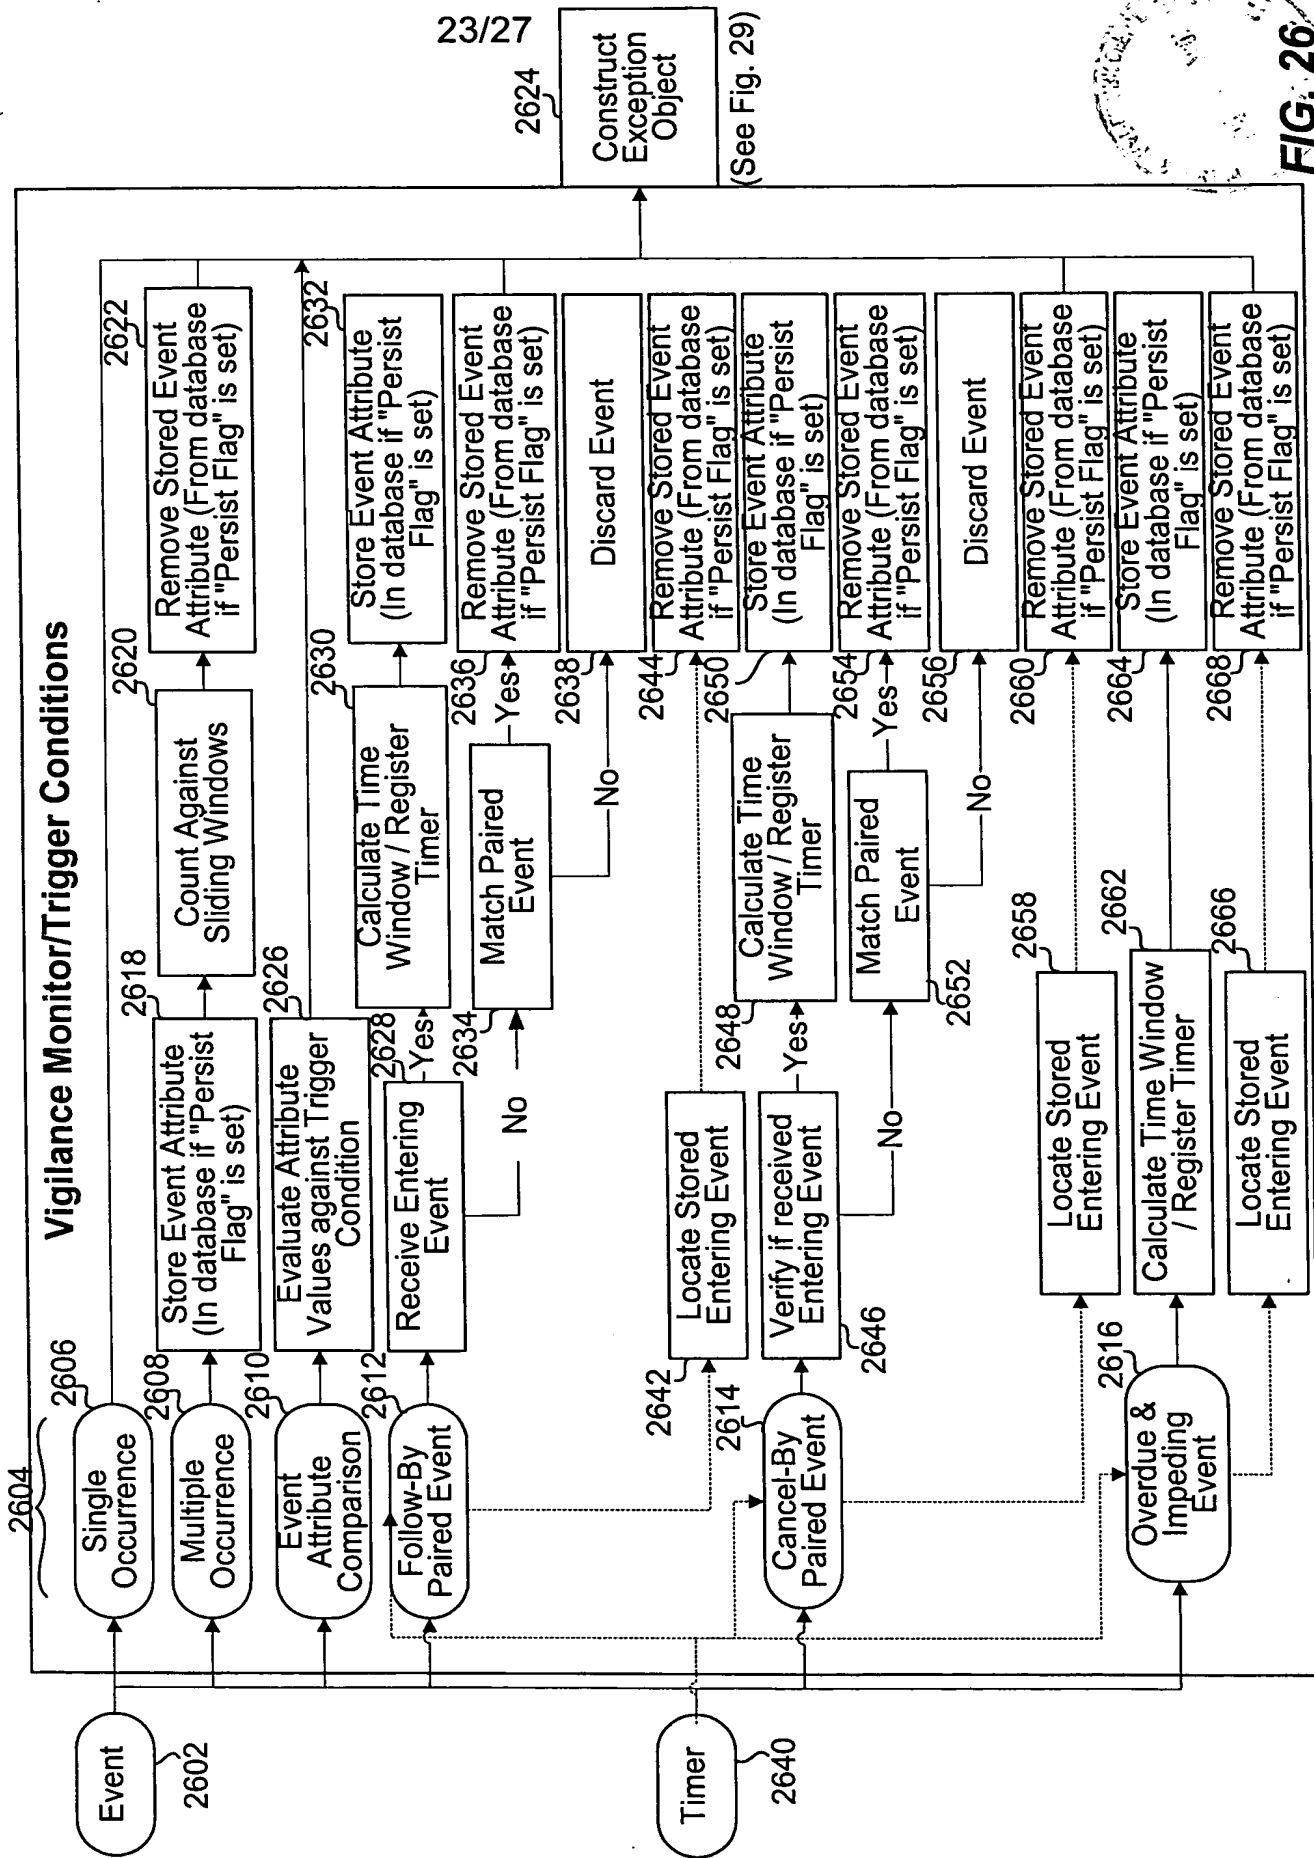 23/27
Vigilance Monitor/Trigger Conditions
2604
Event
2602
Timer
2640
2606
Single
Occurrence
2608
Multiple
Occurrence
2618
Store Event Attribute
(In database if "Persist
Flag" is set)
2620
Count Against
Sliding Windows
2622
Remove Stored Event
Attribute (From database
if "Persist Flag" is set)
2624
Construct
Exception
Object
(See Fig. 29)
2610
Event
Attribute
Comparison
2626
Evaluate Attribute
Values against Trigger
Condition
2612
Follow-By
Paired Event
2628
Receive Entering
Event
Yes
No
2630
Calculate Time
Window / Register
Timer
2632
Store Event Attribute
(In database if "Persist
Flag" is set)
2634
Match Paired
Event
Yes
No
2636
Remove Stored Event
Attribute (From database
if "Persist Flag" is set)
2638
Discard Event
2642
Locate Stored
Entering Event
2644
Remove Stored Event
Attribute (From database
if "Persist Flag" is set)
2614
Cancel-By
Paired Event
2646
Verify if received
Entering Event
Yes
No
2648
Calculate Time
Window / Register
Timer
2650
Store Event Attribute
(In database if "Persist
Flag" is set)
2652
Match Paired
Event
Yes
No
2654
Remove Stored Event
Attribute (From database
if "Persist Flag" is set)
2656
Discard Event
2658
Locate Stored
Entering Event
2660
Remove Stored Event
Attribute (From database
if "Persist Flag" is set)
2616
Overdue &
Impeding
Event
2662
Calculate Time Window
/ Register Timer
2664
Store Event Attribute
(In database if "Persist
Flag" is set)
2666
Locate Stored
Entering Event
2668
Remove Stored Event
Attribute (From database
if "Persist Flag" is set)
FIG. 26